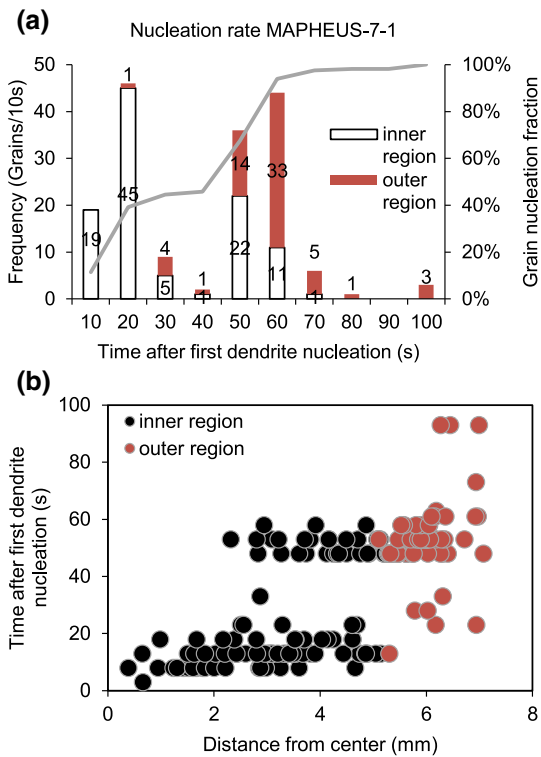 (a)
Nucleation rate MAPHEUS-7-1
Frequency (Grains/10s)
50
40
30
20
10
0
100%
80%
60%
40%
20%
0%
Grain nucleation fraction
inner
region
outer
region
1
45
19
4
5
1
1
14
22
33
11
5
1
1
3
10 20 30 40 50 60 70 80 90 100
Time after first dendrite nucleation (s)
(b)
Time after first dendrite
nucleation (s)
100
80
60
40
20
0
inner region
outer region
0 2 4 6 8
Distance from center (mm)